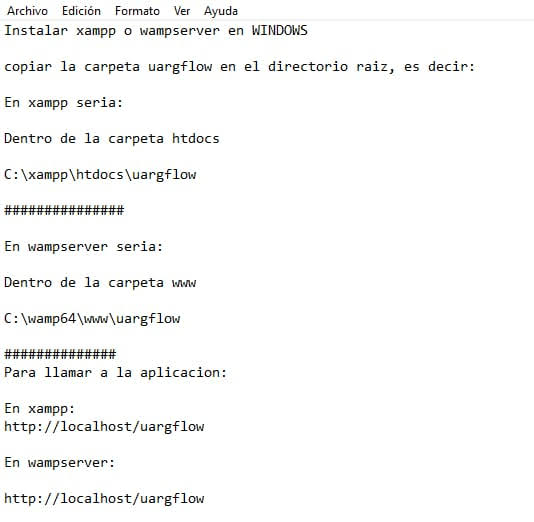 Archivo Edición Formato Ver Ayuda
Instalar xampp o wampserver en WINDOWS
copiar la carpeta uargflow en el directorio raiz, es decir:
En xampp seria:
Dentro de la carpeta htdocs
C:\xampp\htdocs\uargflow
###############
En wampserver seria:
Dentro de la carpeta www
C:\wamp64\www\uargflow
##############
Para llamar a la aplicacion:
En xampp:
http://localhost/uargflow
En wampserver:
http://localhost/uargflow